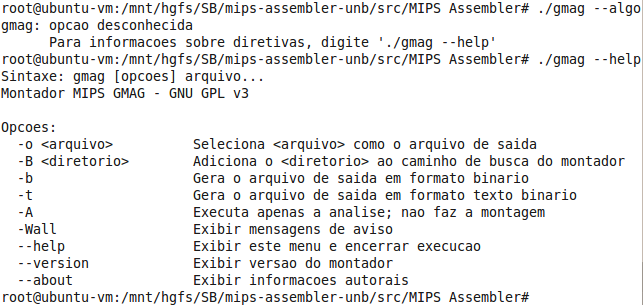 root@ubuntu-vm:/mnt/hgfs/SB/mips-assembler-unb/src/MIPS Assembler# ./gmag --algo
gmag: opcao desconhecida
      Para informacoes sobre diretivas, digite './gmag --help'
root@ubuntu-vm:/mnt/hgfs/SB/mips-assembler-unb/src/MIPS Assembler# ./gmag --help
Sintaxe: gmag [opcoes] arquivo...
Montador MIPS GMAG - GNU GPL v3

Opcoes:
  -o <arquivo>          Seleciona <arquivo> como o arquivo de saida
  -B <diretorio>        Adiciona o <diretorio> ao caminho de busca do montador
  -b                    Gera o arquivo de saida em formato binario
  -t                    Gera o arquivo de saida em formato texto binario
  -A                    Executa apenas a analise; nao faz a montagem
  -Wall                 Exibir mensagens de aviso
  --help                Exibir este menu e encerrar execucao
  --version             Exibir versao do montador
  --about               Exibir informacoes autorais
root@ubuntu-vm:/mnt/hgfs/SB/mips-assembler-unb/src/MIPS Assembler#